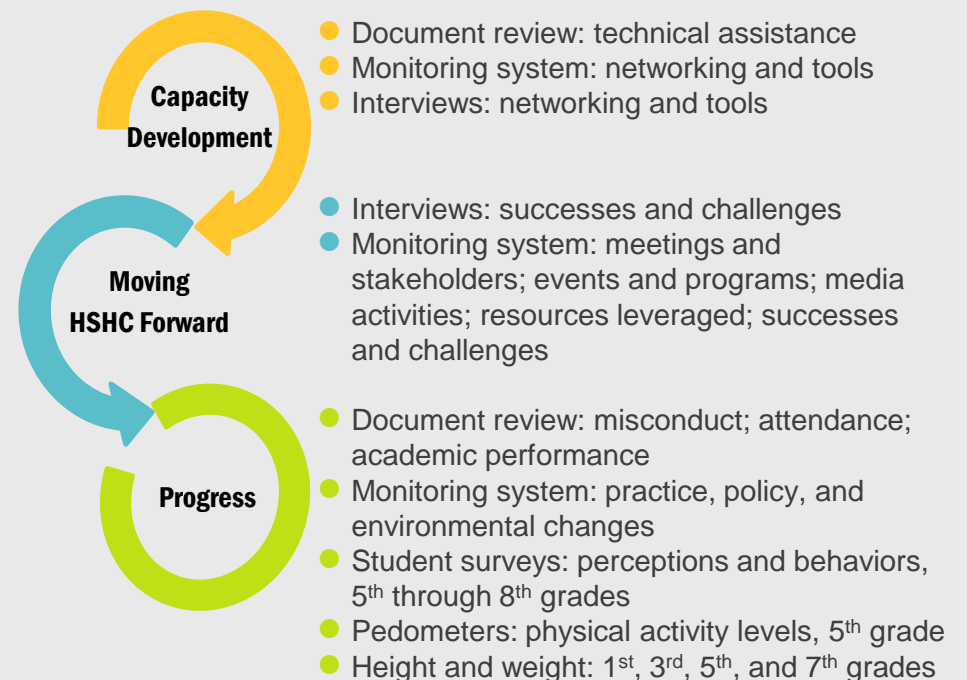 Capacity
Development
● Document review: technical assistance
● Monitoring system: networking and tools
● Interviews: networking and tools
Moving
HSHC Forward
● Interviews: successes and challenges
● Monitoring system: meetings and
stakeholders; events and programs; media
activities; resources leveraged; successes
and challenges
Progress
● Document review: misconduct; attendance;
academic performance
● Monitoring system: practice, policy, and
environmental changes
● Student surveys: perceptions and behaviors,
5th through 8th grades
● Pedometers: physical activity levels, 5th grade
● Height and weight: 1st, 3rd, 5th, and 7th grades